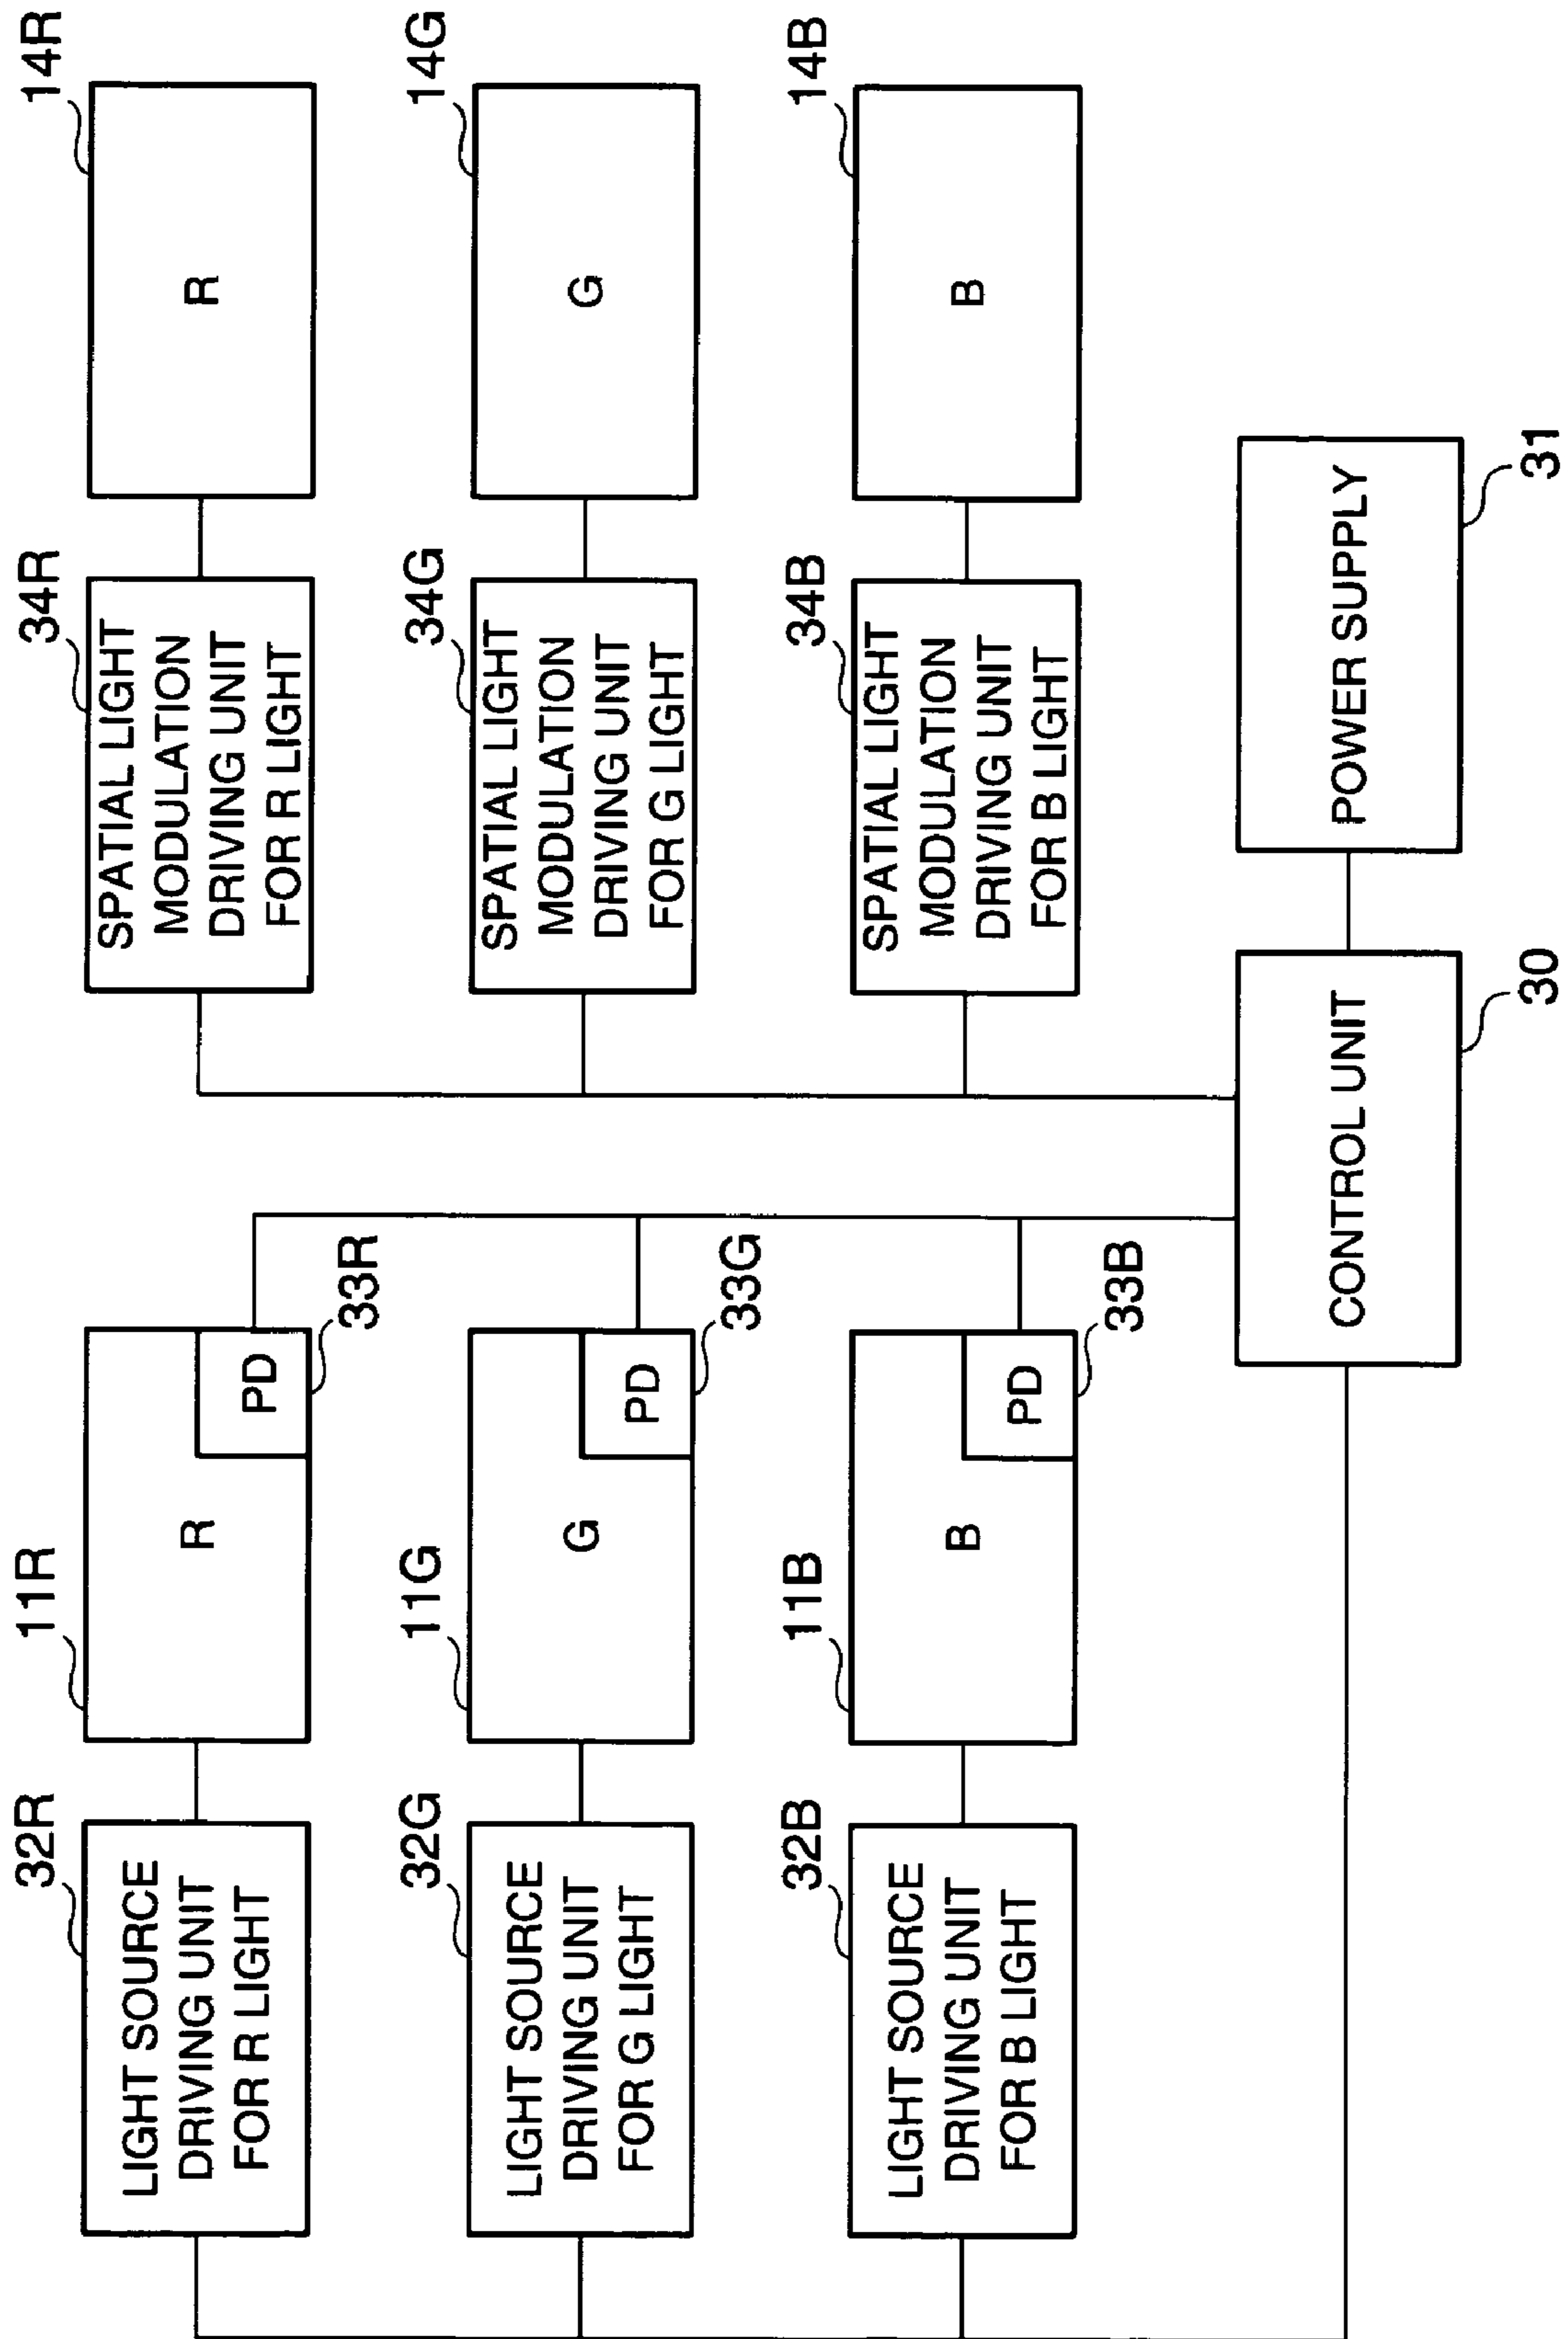 32R
LIGHT SOURCE
DRIVING UNIT
FOR R LIGHT
11R
R
PD
33R
34R
SPATIAL LIGHT
MODULATION
DRIVING UNIT
FOR R LIGHT
14R
R
32G
LIGHT SOURCE
DRIVING UNIT
FOR G LIGHT
11G
G
PD
33G
34G
SPATIAL LIGHT
MODULATION
DRIVING UNIT
FOR G LIGHT
14G
G
32B
LIGHT SOURCE
DRIVING UNIT
FOR B LIGHT
11B
B
PD
33B
34B
SPATIAL LIGHT
MODULATION
DRIVING UNIT
FOR B LIGHT
14B
B
CONTROL UNIT
30
POWER SUPPLY
31